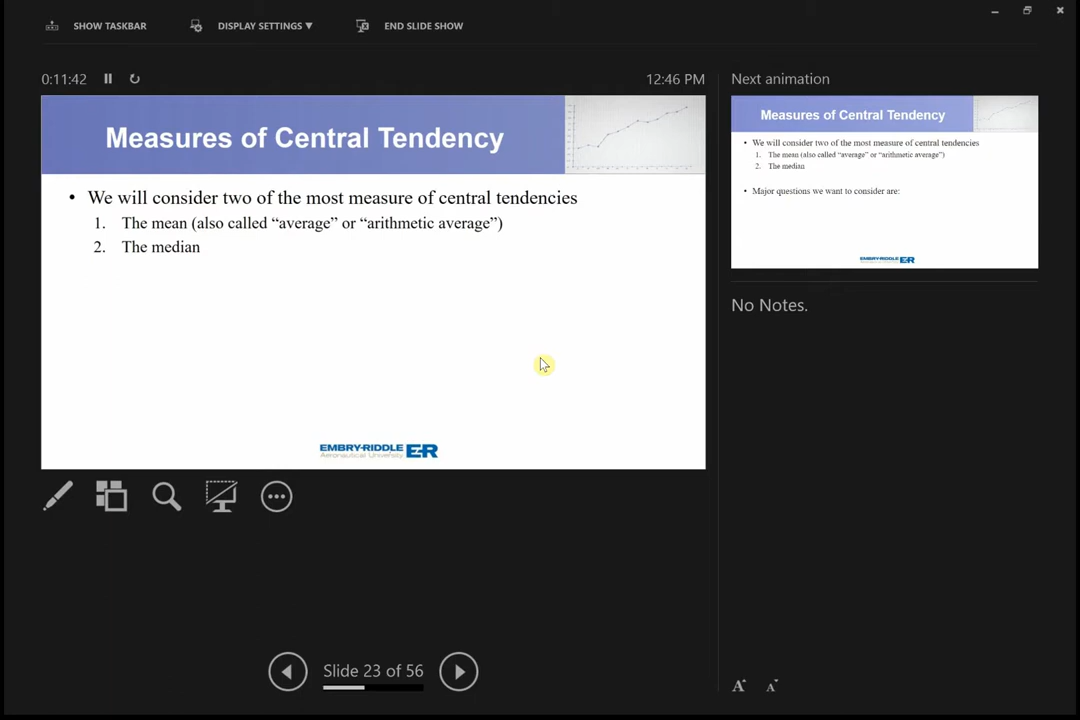 SHOW TASKBAR
DISPLAY SETTINGS ▼
END SLIDE SHOW
0:11:42
12:46 PM
Measures of Central Tendency
• We will consider two of the most measure of central tendencies
1. The mean (also called “average” or “arithmetic average”)
2. The median
EMBRY-RIDDLE
Aeronautical University
Slide 23 of 56
Next animation
Measures of Central Tendency
• We will consider two of the most measure of central tendencies
1. The mean (also called “average” or “arithmetic average”)
2. The median
• Major questions we want to consider are:
EMBRY-RIDDLE
No Notes.
A A